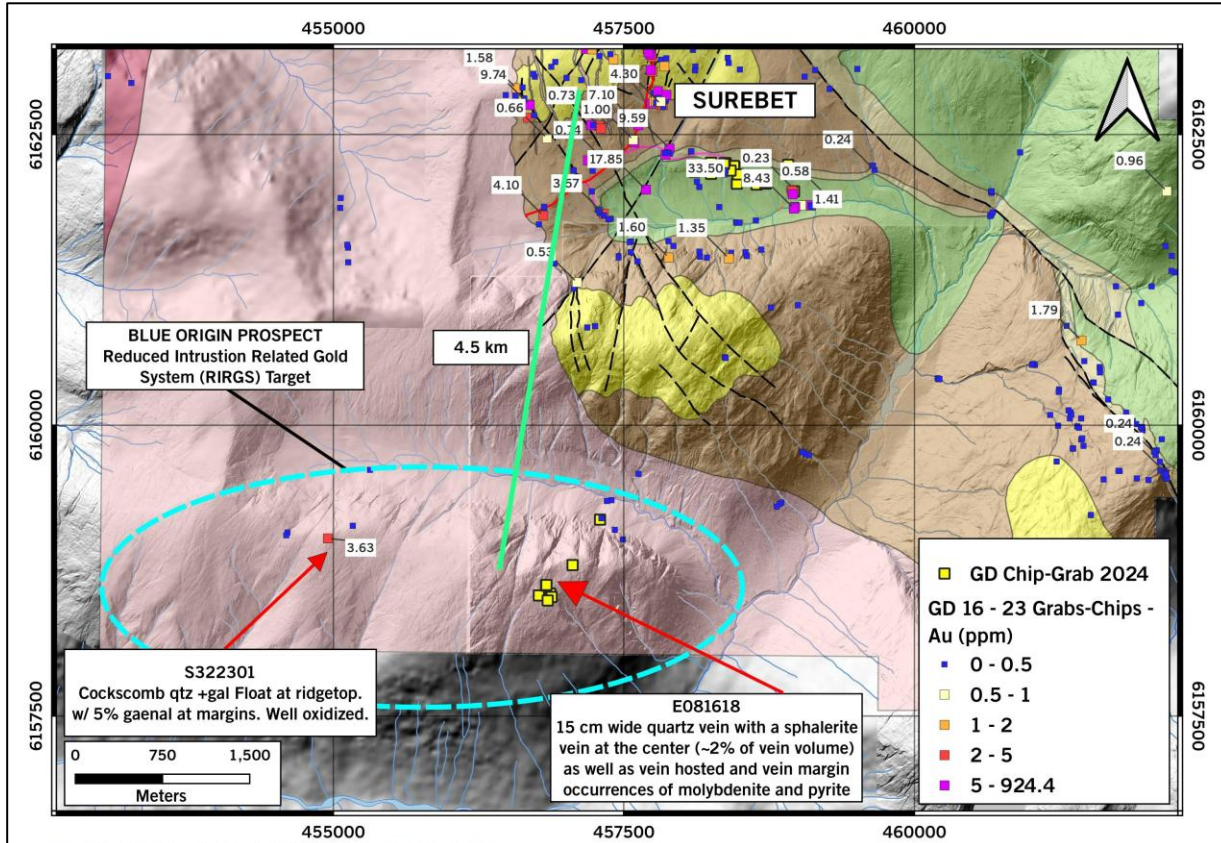 455000
457500
460000
6162500
6160000
6157500
6162500
6160000
6157500
455000
457500
460000
SUREBET
1.58
9.74
0.66
0.73
0.74
7.10
1.00
4.30
9.59
17.85
3.67
4.10
0.53
33.50
0.23
8.43
0.58
1.41
1.60
1.35
0.24
0.96
1.79
0.24
0.24
BLUE ORIGIN PROSPECT
Reduced Intrusion Related Gold
System (RIRGS) Target
4.5 km
3.63
S322301
Cockscomb qtz +gal Float at ridgetop.
w/ 5% gaenal at margins. Well oxidized.
0 750 1,500
Meters
E081618
15 cm wide quartz vein with a sphalerite
vein at the center (~2% of vein volume)
as well as vein hosted and vein margin
occurrences of molybdenite and pyrite
GD Chip-Grab 2024
GD 16 - 23 Grabs-Chips -
Au (ppm)
0 - 0.5
0.5 - 1
1 - 2
2 - 5
5 - 924.4